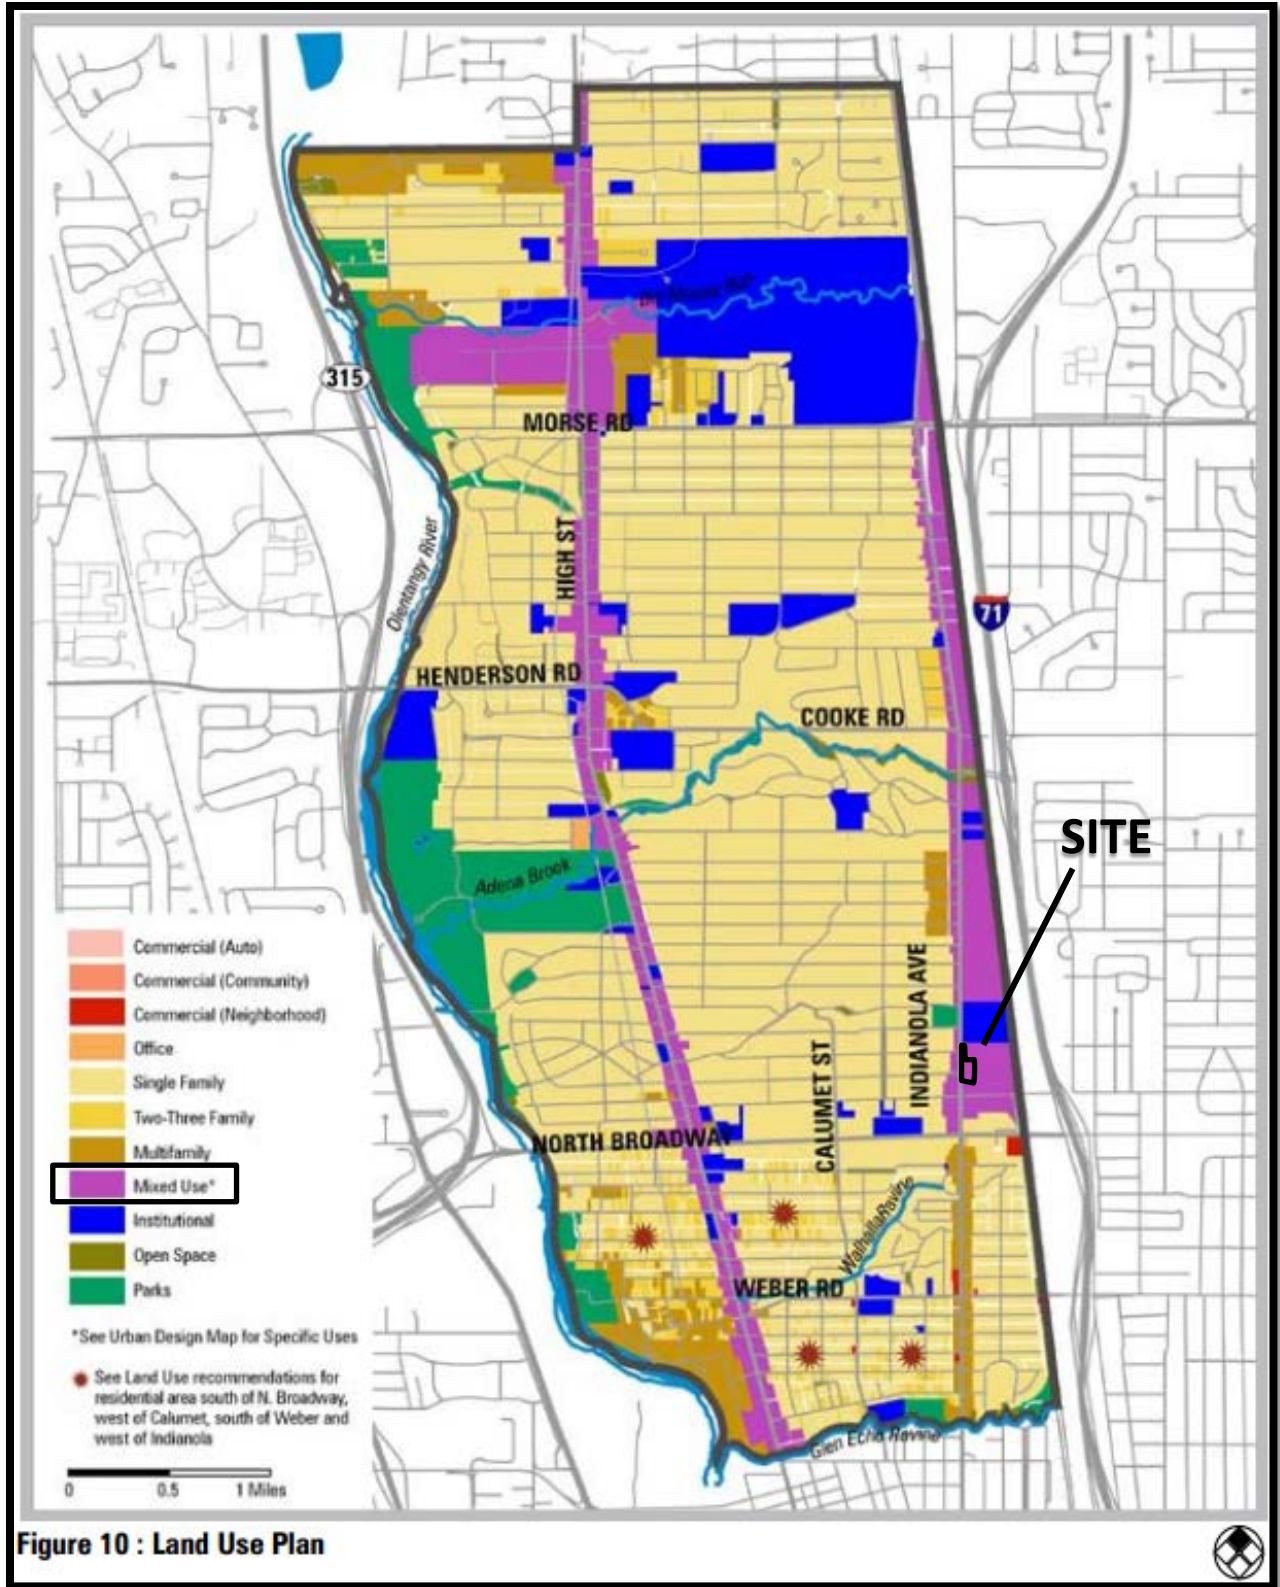 Big Walnut Run
315
MORSE RD
HIGH ST
Olentangy River
71
HENDERSON RD
COOKE RD
SITE
Adena Brook
INDIANOLA AVE
CALUMET ST
NORTH BROADWAY
Walhalla Ravine
WEBER RD
Glen Echo Ravine
Commercial (Auto)
Commercial (Community)
Commercial (Neighborhood)
Office
Single Family
Two-Three Family
Multifamily
Mixed Use*
Institutional
Open Space
Parks
*See Urban Design Map for Specific Uses
See Land Use recommendations for
residential area south of N. Broadway,
west of Calumet, south of Weber and
west of Indianola
0 0.5 1 Miles
Figure 10 : Land Use Plan